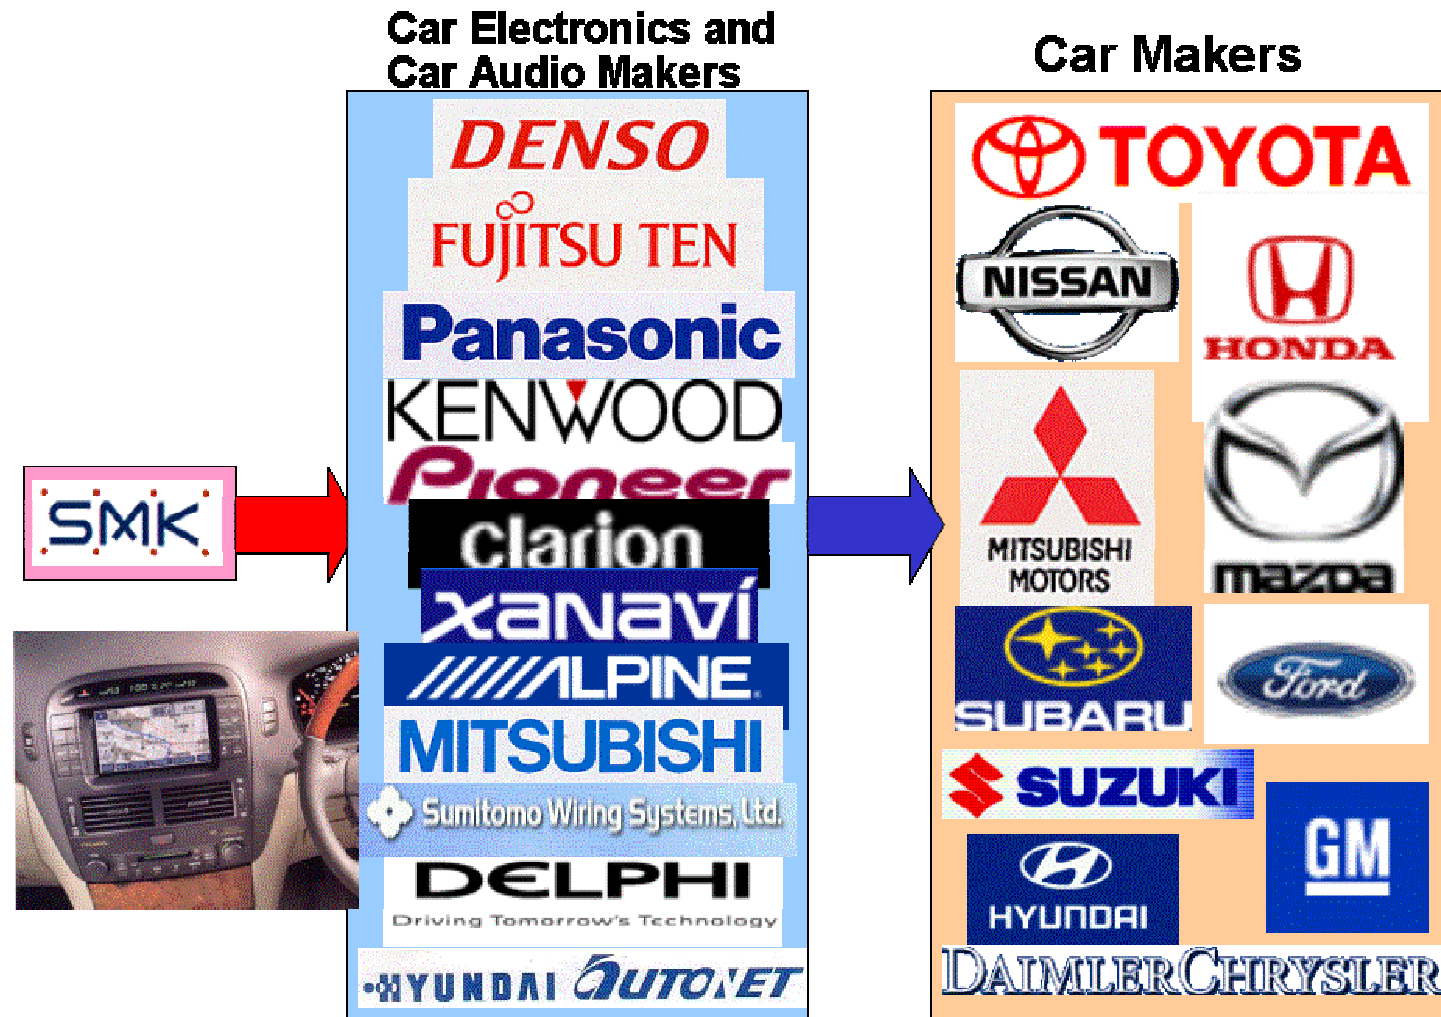 Car Electronics and
Car Audio Makers
Car Makers
DENSO
FUJITSU TEN
Panasonic
KENWOOD
Pioneer
clarion
xanavi
ALPINE
MITSUBISHI
Sumitomo Wiring Systems, Ltd.
DELPHI
Driving Tomorrow's Technology
HYUNDAI AUTONET
SMK
TOYOTA
NISSAN
HONDA
MITSUBISHI
MOTORS
mazda
SUBARU
Ford
SUZUKI
GM
HYUNDAI
DAIMLERCHRYSLER